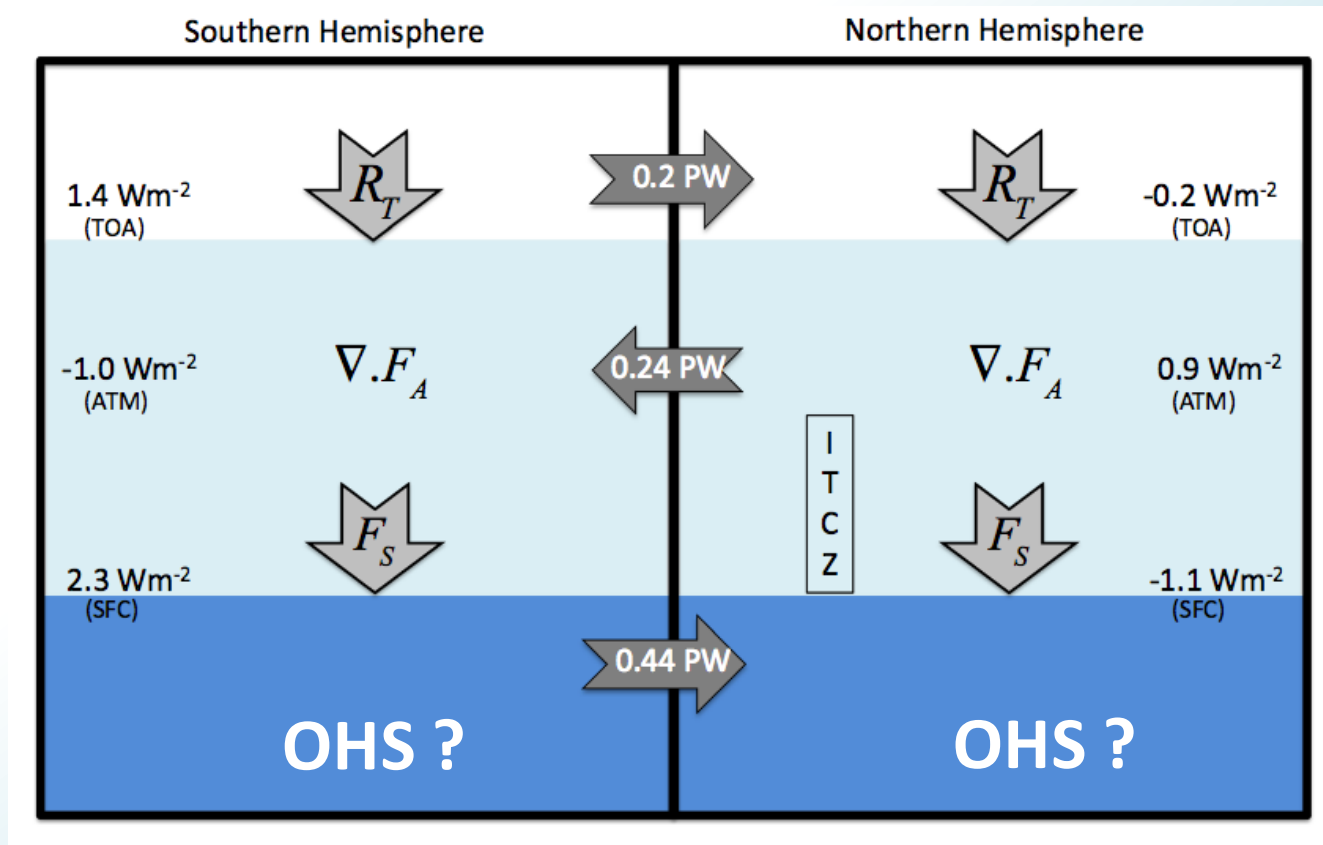 Southern Hemisphere
Northern Hemisphere
1.4 Wm⁻²
(TOA)
R_T
0.2 PW
R_T
-0.2 Wm⁻²
(TOA)
-1.0 Wm⁻²
(ATM)
∇.F_A
0.24 PW
∇.F_A
0.9 Wm⁻²
(ATM)
I
T
C
Z
2.3 Wm⁻²
(SFC)
F_S
F_S
-1.1 Wm⁻²
(SFC)
0.44 PW
OHS ?
OHS ?